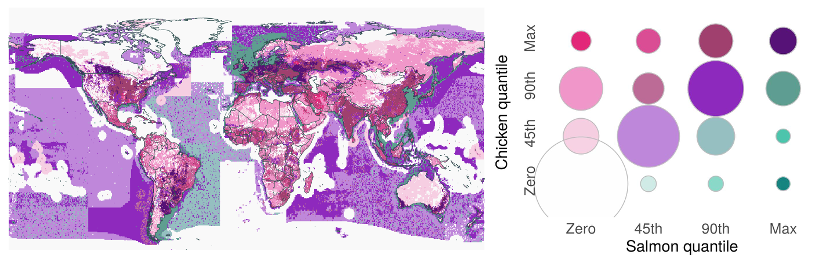 Chicken quantile
Max
90th
45th
Zero
Zero 45th 90th Max
Salmon quantile